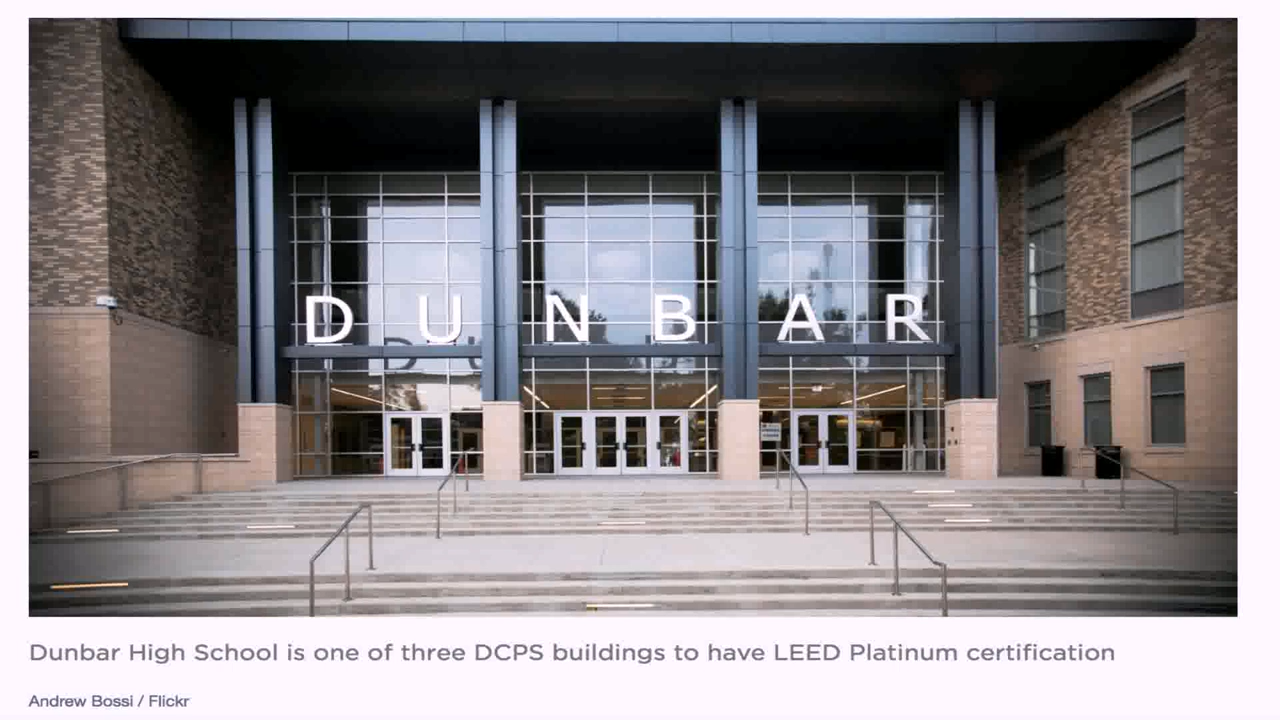 DUNBAR
Dunbar High School is one of three DCPS buildings to have LEED Platinum certification
Andrew Bossi / Flickr